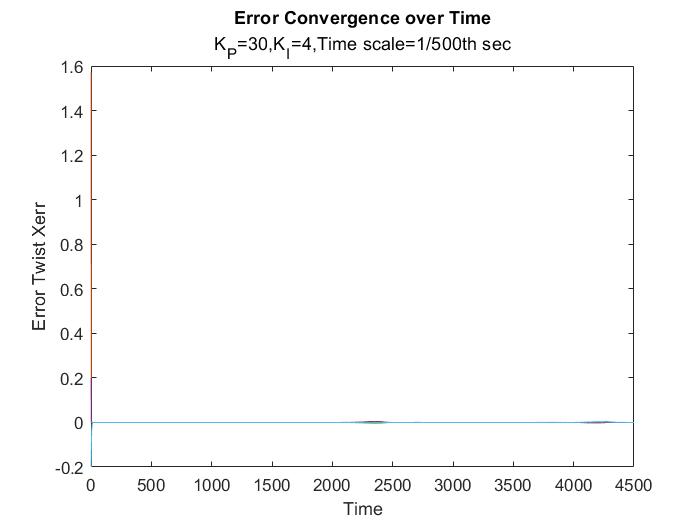 Error Convergence over Time
K_P=30,K_I=4,Time scale=1/500th sec
1.6
1.4
1.2
1
0.8
0.6
0.4
0.2
0
-0.2
Error Twist Xerr
0 500 1000 1500 2000 2500 3000 3500 4000 4500
Time